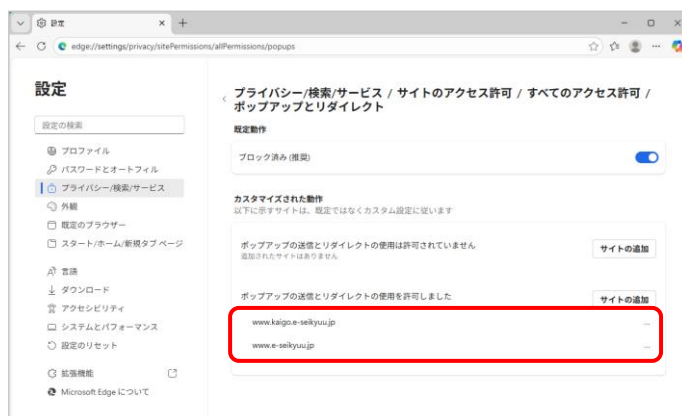 設定
edge://settings/privacy/sitePermissions/allPermissions/popups
設定
設定の検索
プロファイル
パスワードとオートフィル
プライバシー/検索/サービス
外観
既定のブラウザー
スタート/ホーム/新規タブ ページ
言語
ダウンロード
アクセシビリティ
システムとパフォーマンス
設定のリセット
拡張機能
Microsoft Edge について
プライバシー/検索/サービス / サイトのアクセス許可 / すべてのアクセス許可 /
ポップアップとリダイレクト
既定動作
ブロック済み (推奨)
カスタマイズされた動作
以下に示すサイトは、既定ではなくカスタム設定に従います
ポップアップの送信とリダイレクトの使用は許可されていません
追加されたサイトはありません
サイトの追加
ポップアップの送信とリダイレクトの使用を許可しました
サイトの追加
www.kaigo.e-seikyuu.jp
www.e-seikyuu.jp